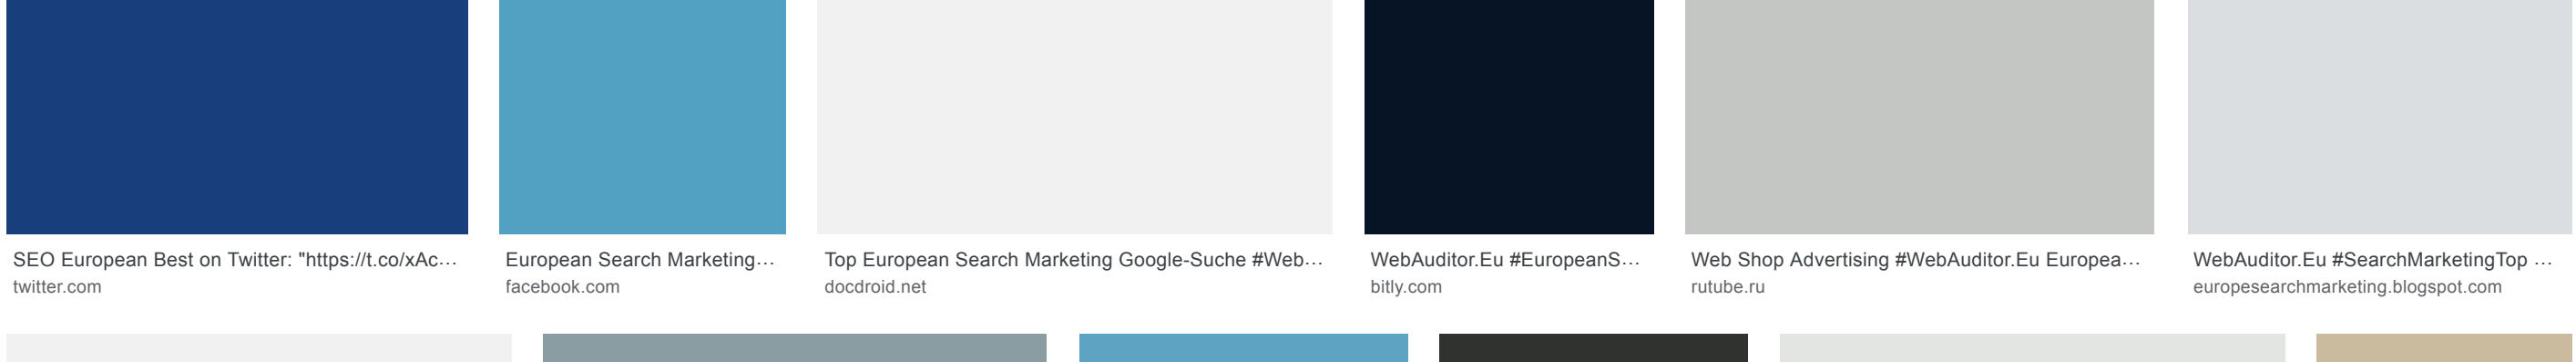 SEO European Best on Twitter: "https://t.co/xAc...
twitter.com
European Search Marketing...
facebook.com
Top European Search Marketing Google-Suche #Web...
docdroid.net
WebAuditor.Eu #EuropeanS...
bitly.com
Web Shop Advertising #WebAuditor.Eu Europea...
rutube.ru
WebAuditor.Eu #SearchMarketingTop ...
europesearchmarketing.blogspot.com